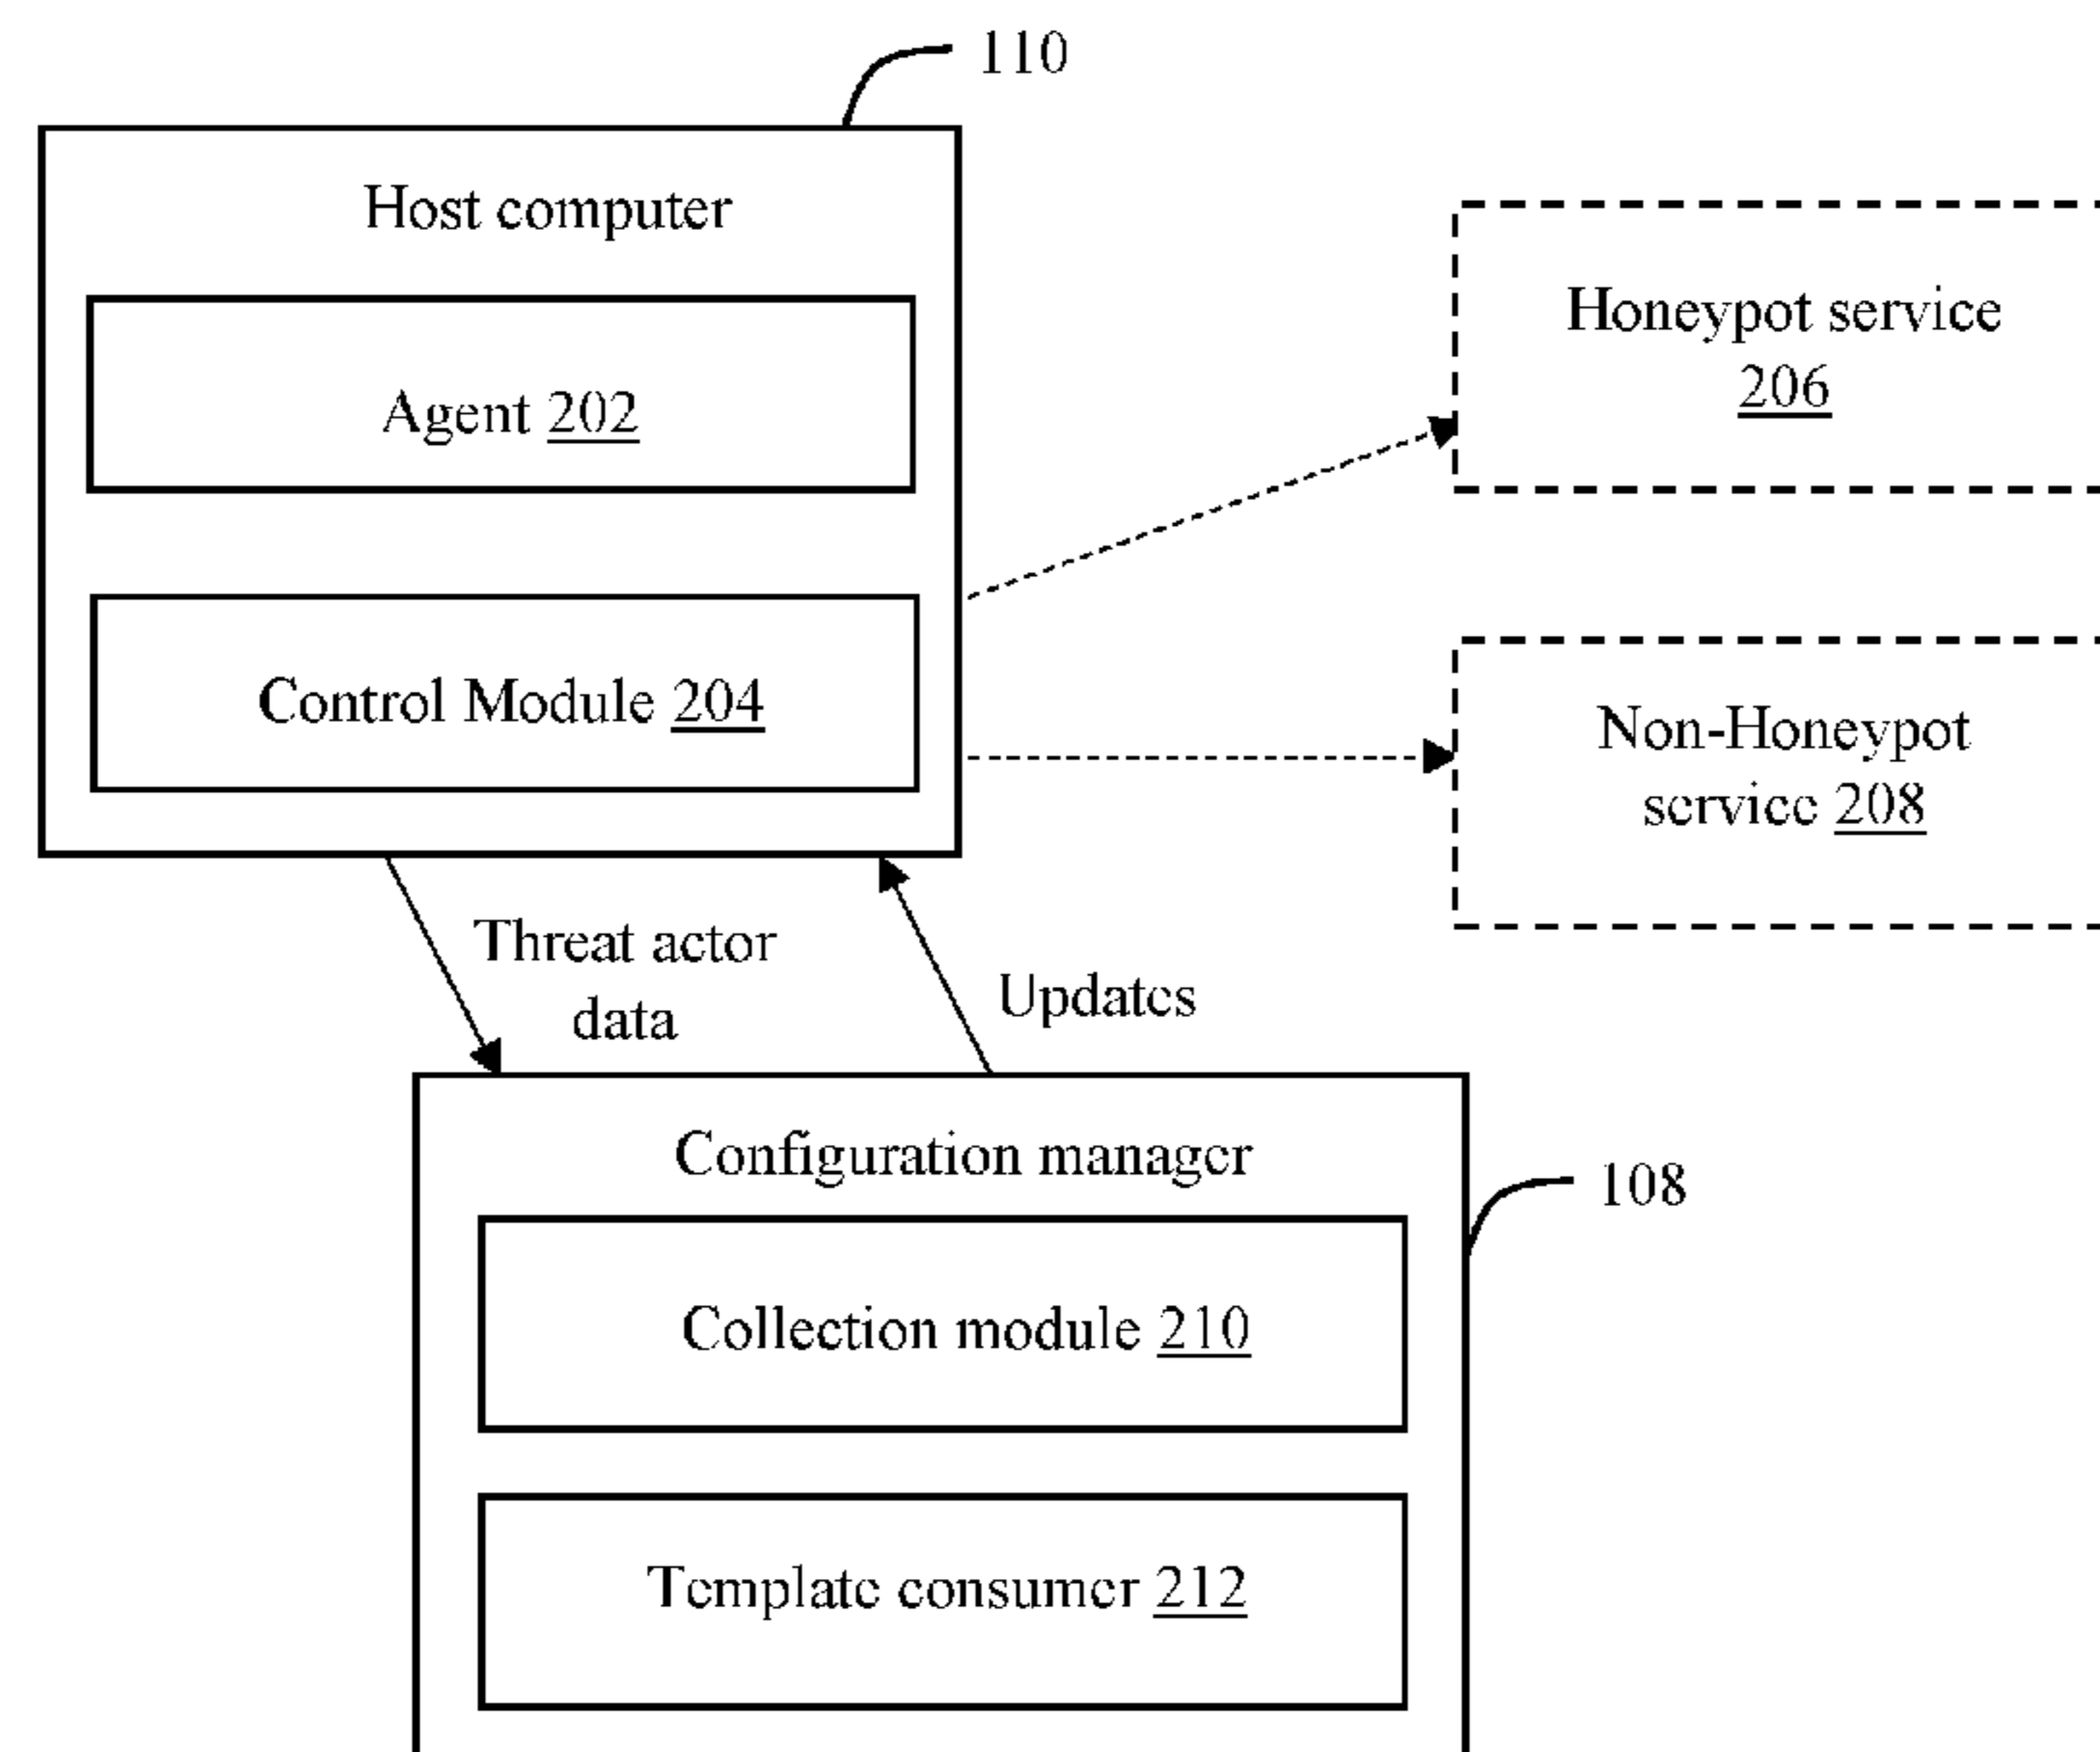 110
Host computer
Agent 202
Control Module 204
Honeypot service
206
Non-Honeypot
service 208
Threat actor
data
Updates
Configuration manager
108
Collection module 210
Template consumer 212